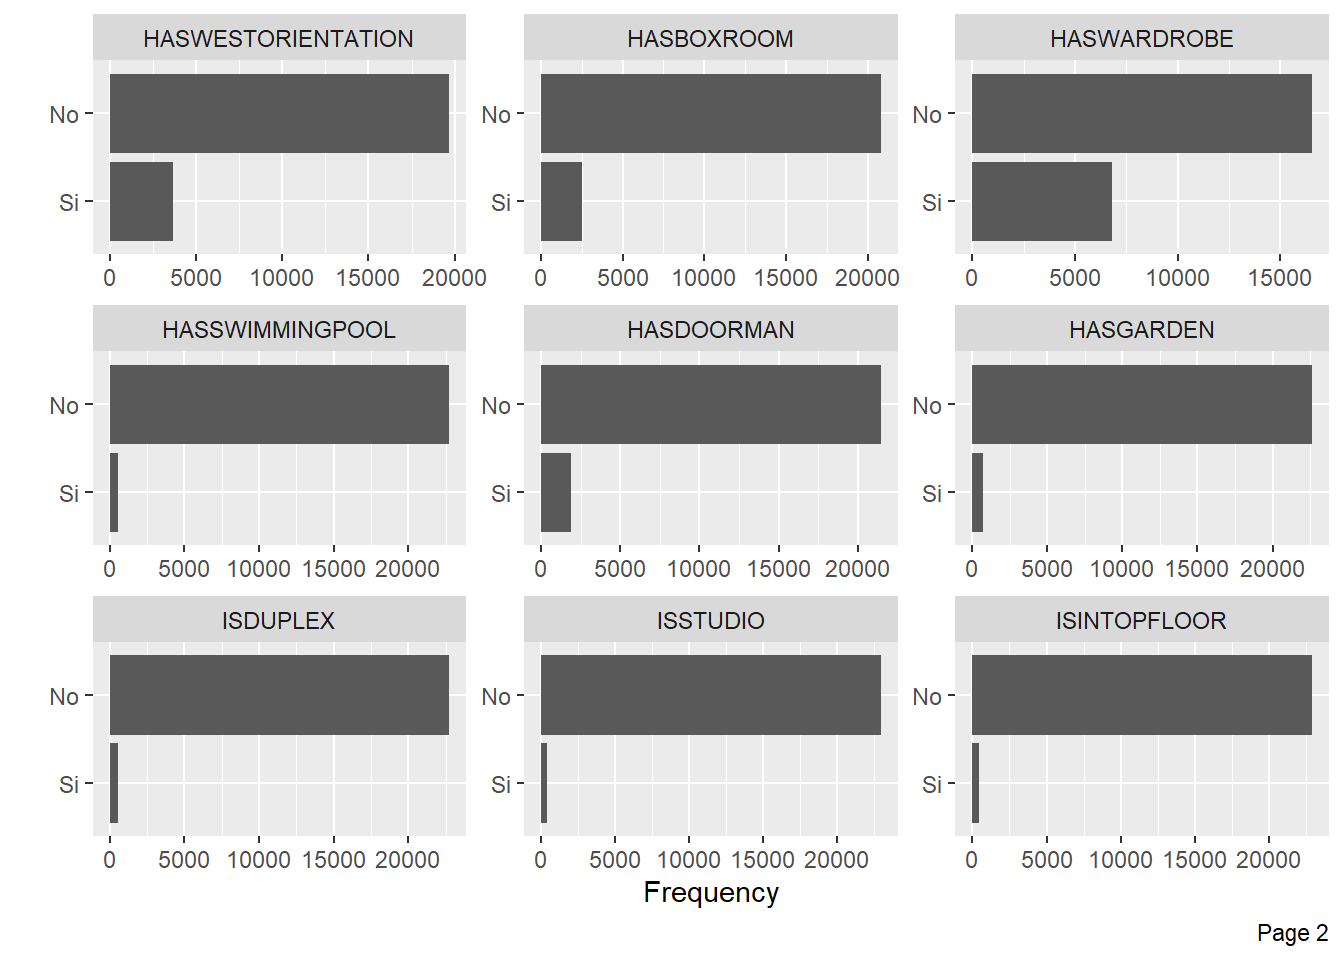 HASWESTORIENTATION HASBOXROOM HASWARDROBE
No No No
Si Si Si
0 5000 10000 15000 20000 0 5000 10000 15000 20000 0 5000 10000 15000
HASSWIMMINGPOOL HASDOORMAN HASGARDEN
No No No
Si Si Si
0 5000 10000 15000 20000 0 5000 10000 15000 20000 0 5000 10000 15000 20000
ISDUPLEX ISSTUDIO ISINTOPFLOOR
No No No
Si Si Si
0 5000 10000 15000 20000 0 5000 10000 15000 20000 0 5000 10000 15000 20000
Frequency
Page 2